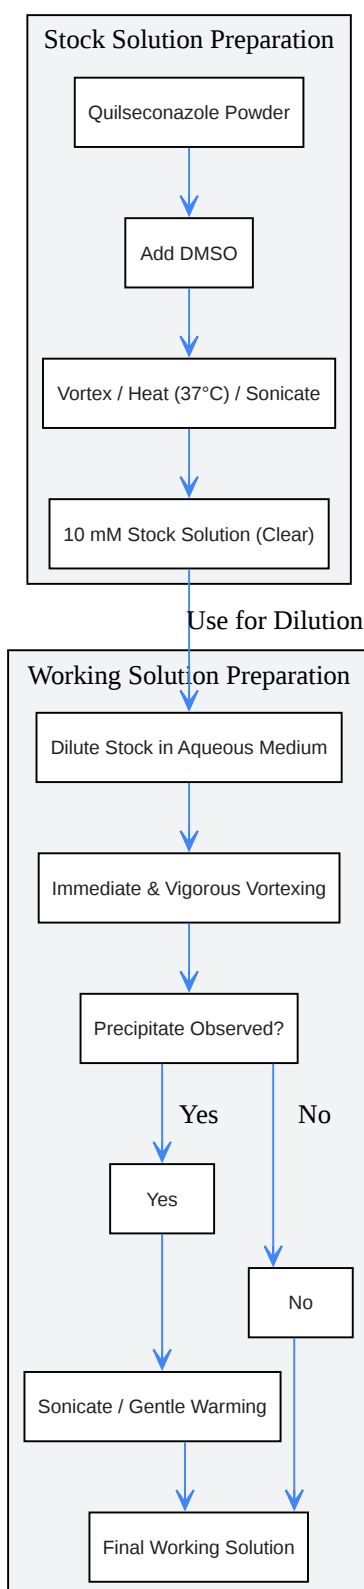 Stock Solution Preparation
Quilseconazole Powder
Add DMSO
Vortex / Heat (37°C) / Sonicate
10 mM Stock Solution (Clear)
Use for Dilution
Working Solution Preparation
Dilute Stock in Aqueous Medium
Immediate & Vigorous Vortexing
Precipitate Observed?
Yes
No
Yes
No
Sonicate / Gentle Warming
Final Working Solution